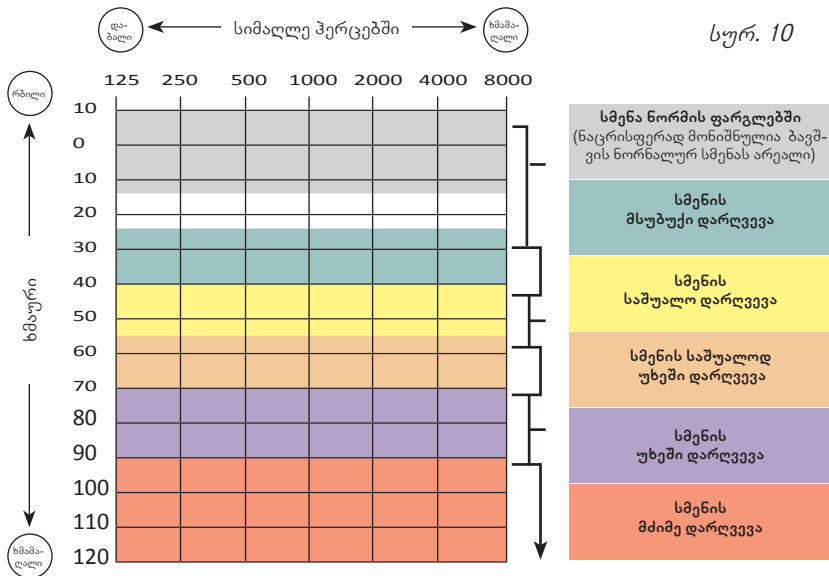 და-
ბალი
სიმაღლე ჰერცებში
ხმამა-
ღალი
სურ. 10
რბილი
125 250 500 1000 2000 4000 8000
10
0
10
20
30
40
50
60
70
80
90
100
110
120
ხმაური
ხმამა-
ღალი
სმენა ნორმის ფარგლებში
(ნაცრისფერად მონიშნულია ბავშ-
ვის ნორნალურ სმენას არეალი)
სმენის
მსუბუქი დარღვევა
სმენის
საშუალო დარღვევა
სმენის საშუალოდ
უხეში დარღვევა
სმენის
უხეში დარღვევა
სმენის
მძიმე დარღვევა